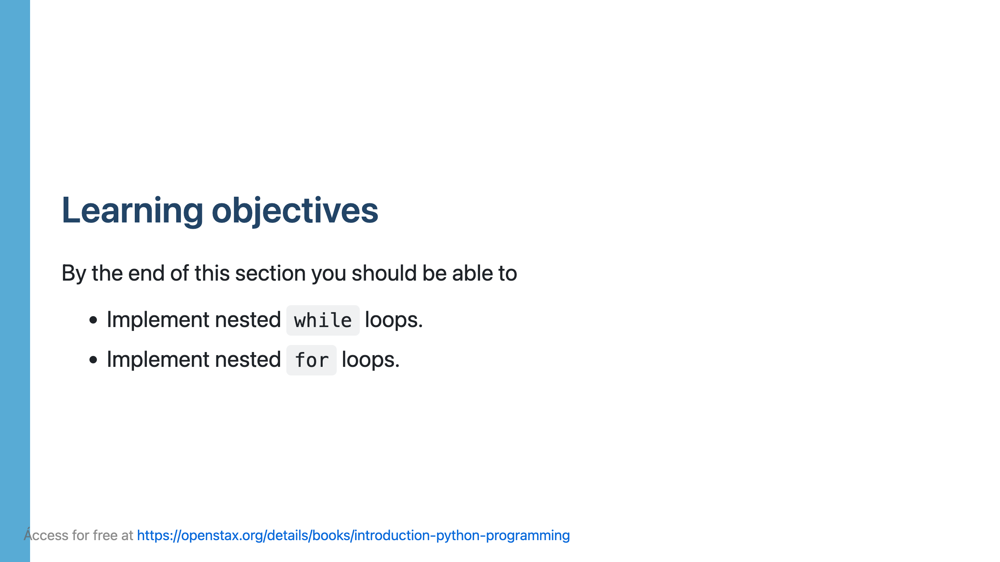 Learning objectives
By the end of this section you should be able to
• Implement nested while loops.
• Implement nested for loops.
Áccess for free at https://openstax.org/details/books/introduction-python-programming